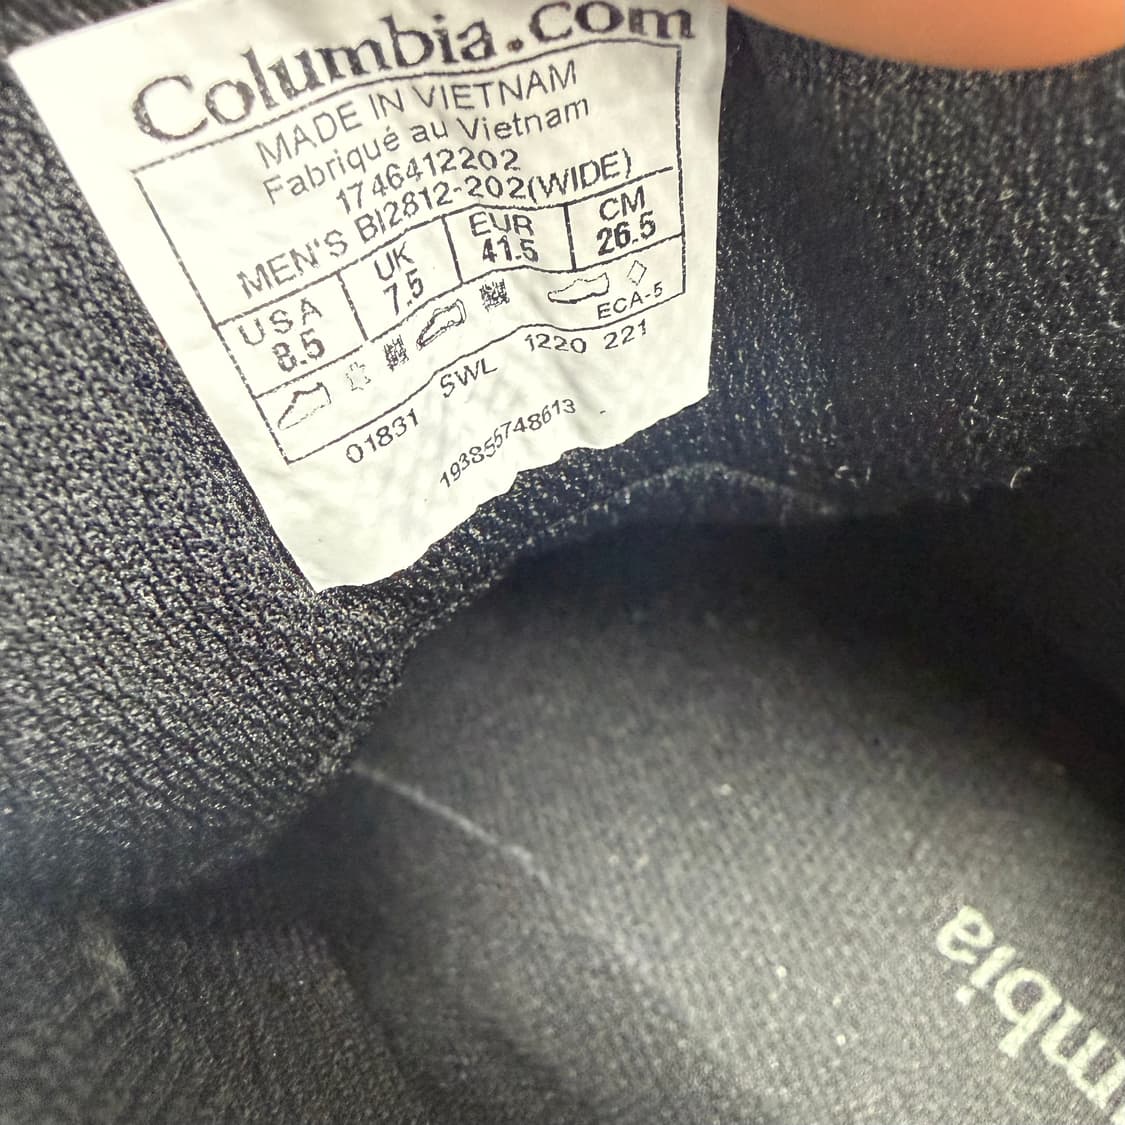 Columbia.com
MADE IN VIETNAM
Fabriqué au Vietnam
1746412202
MEN'S BI2812-202(WIDE)
USA UK EUR CM
8.5 7.5 41.5 26.5
ECA-5
01831 SWL 1220 221
193855748613
mbia